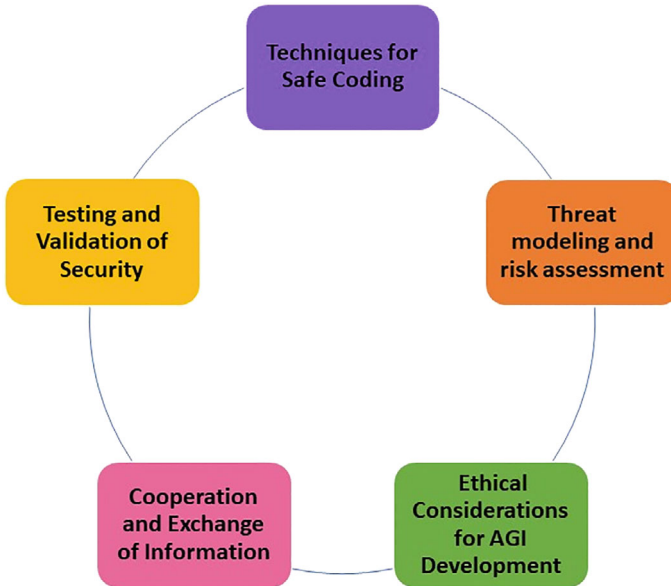 Techniques for
Safe Coding
Threat
modeling and
risk assessment
Ethical
Considerations
for AGI
Development
Cooperation
and Exchange
of Information
Testing and
Validation of
Security